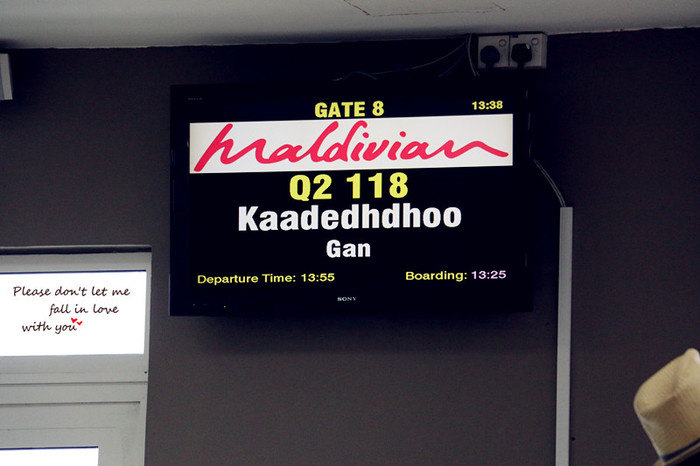 GATE 8
13:38
Maldivian
Q2 118
Kaadedhdhoo
Gan
Departure Time: 13:55
Boarding: 13:25
SONY
Please don't let me
fall in love
with you